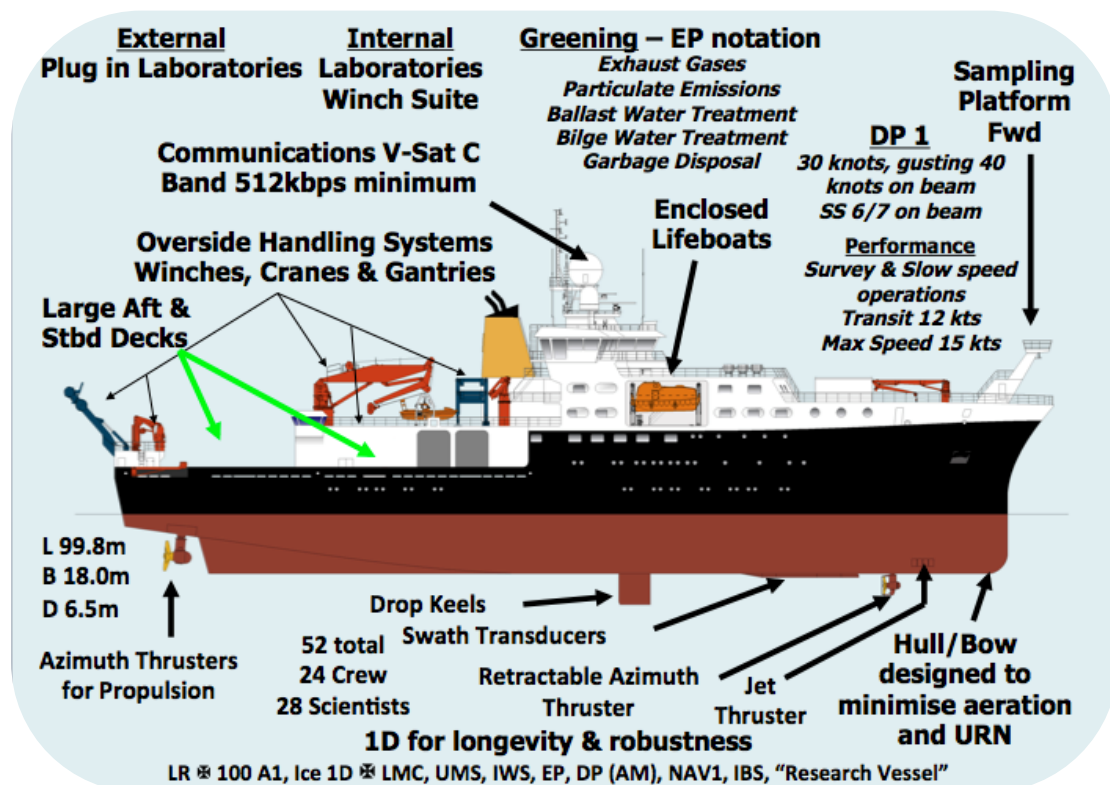 External
Plug in Laboratories
Internal
Laboratories
Winch Suite
Greening – EP notation
Exhaust Gases
Particulate Emissions
Ballast Water Treatment
Bilge Water Treatment
Garbage Disposal
Sampling
Platform
Fwd
DP 1
30 knots, gusting 40
knots on beam
SS 6/7 on beam
Performance
Survey & Slow speed
operations
Transit 12 kts
Max Speed 15 kts
Communications V-Sat C
Band 512kbps minimum
Enclosed
Lifeboats
Overside Handling Systems
Winches, Cranes & Gantries
Large Aft &
Stbd Decks
L 99.8m
B 18.0m
D 6.5m
Azimuth Thrusters
for Propulsion
Drop Keels
Swath Transducers
52 total
24 Crew
28 Scientists
Retractable Azimuth
Thruster
Jet
Thruster
Hull/Bow
designed to
minimise aeration
and URN
1D for longevity & robustness
LR ✠ 100 A1, Ice 1D ✠ LMC, UMS, IWS, EP, DP (AM), NAV1, IBS, “Research Vessel”